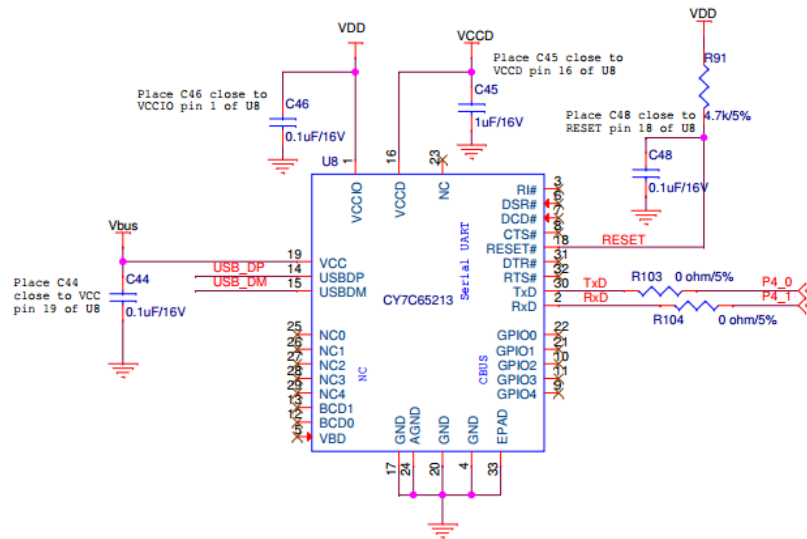 VDD
VCCD
VDD
Place C46 close to
VCCIO pin 1 of U8
C46
0.1uF/16V
Place C45 close to
VCCD pin 16 of U8
C45
1uF/16V
R91
4.7k/5%
Place C48 close to
RESET pin 18 of U8
C48
0.1uF/16V
U8
1
16
23
VCCIO
VCCD
NC
Vbus
Place C44
close to VCC
pin 19 of U8
C44
0.1uF/16V
USB_DP
USB_DM
19
VCC
14
USBDP
15
USBDM
25
NC0
26
NC1
27
NC2
28
NC3
29
NC4
13
BCD1
12
BCD0
5
VBD
NC
CY7C65213
Serial UART
CBUS
RI#
3
DSR#
6
DCD#
7
CTS#
8
RESET#
18
RESET
DTR#
31
RTS#
32
TxD
30
TxD
R103
0 ohm/5%
P4_0
RxD
2
RxD
R104
0 ohm/5%
P4_1
GPIO0
22
GPIO1
21
GPIO2
10
GPIO3
11
GPIO4
9
GND
AGND
GND
GND
EPAD
17
24
20
4
33